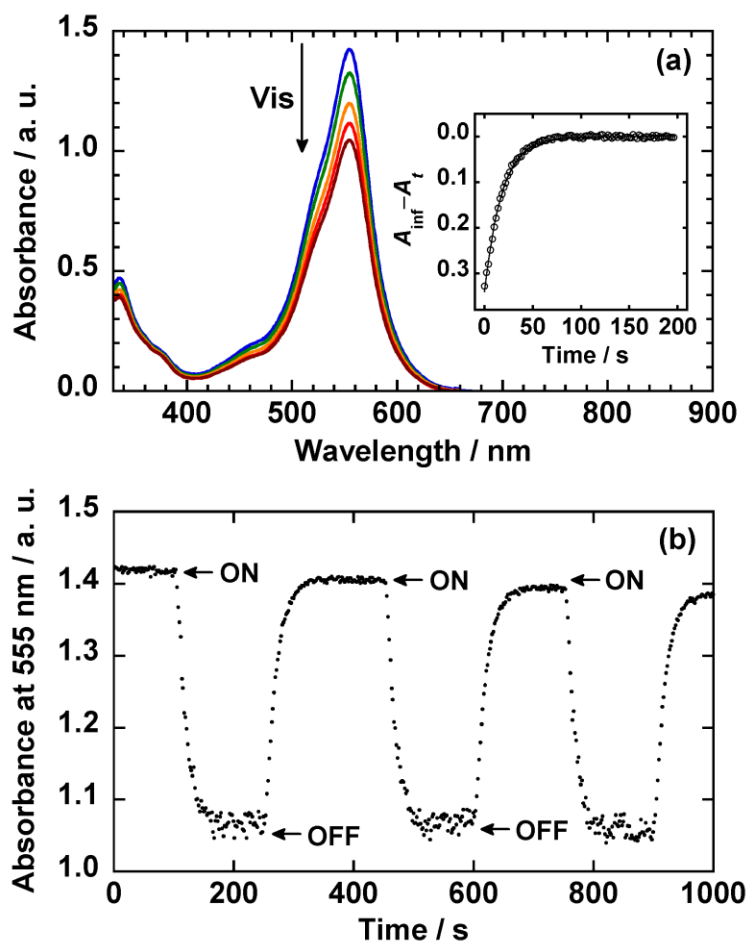 1.5
(a)
Vis
1.0
0.5
0.0
Absorbance / a. u.
400 500 600 700 800 900
Wavelength / nm
0.0
0.1
0.2
0.3
A_inf–A_t
0 50 100 150 200
Time / s
1.5
(b)
1.4
ON ON ON
1.3
1.2
1.1
OFF OFF
1.0
Absorbance at 555 nm / a. u.
0 200 400 600 800 1000
Time / s